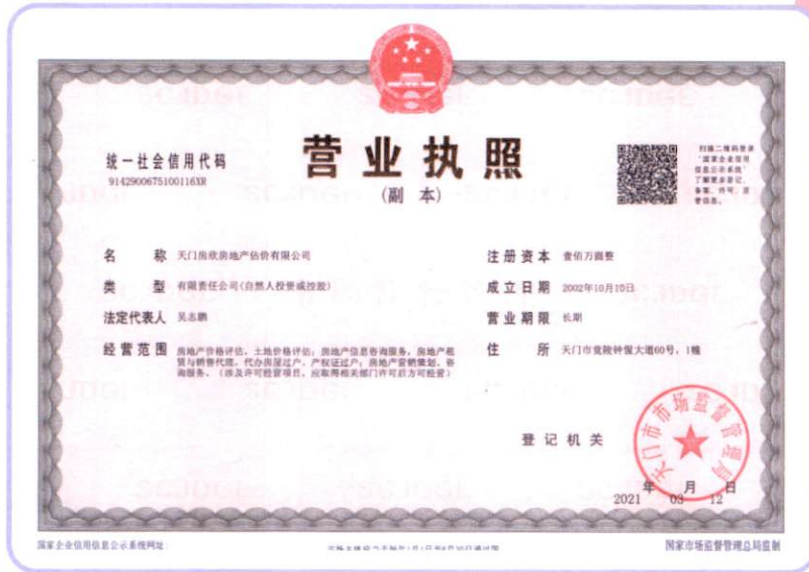 营业执照
(副 本)
统一社会信用代码
91429006675100116XR
扫描二维码登录
“国家企业信用
信息公示系统”
了解更多登记、
备案、许可、监
管信息。
名 称 天门房欣房地产估价有限公司
类 型 有限责任公司(自然人投资或控股)
法定代表人 吴志鹏
经营范围 房地产价格评估，土地价格评估；房地产信息咨询服务，房地产租
赁与销售代理，代办房屋过户、产权证过户；房地产营销策划、咨
询服务。（涉及许可经营项目，应取得相关部门许可后方可经营）
注册资本 壹佰万圆整
成立日期 2002年10月10日
营业期限 长期
住 所 天门市竟陵钟惺大道60号，1幢
登记机关
天门市市场监督管理局
2021 年 03 月 12 日
国家企业信用信息公示系统网址：
国家市场监督管理总局监制